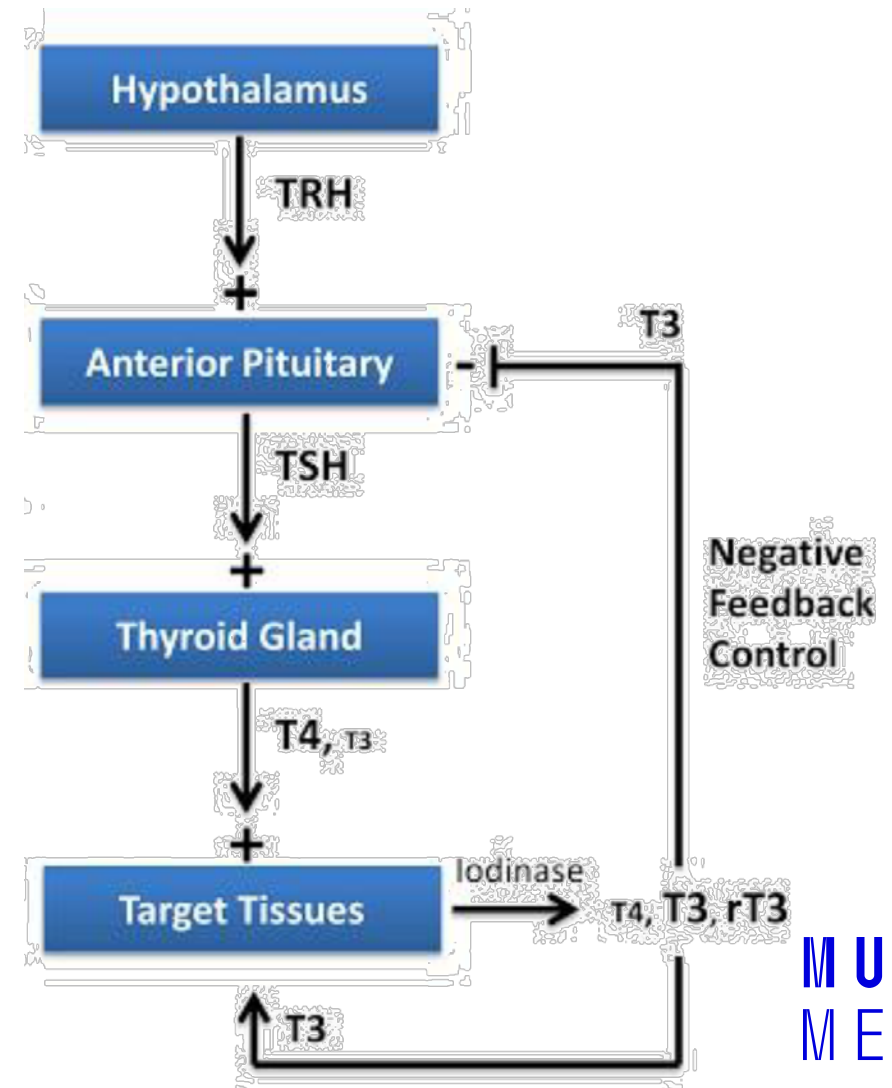 Hypothalamus
TRH
+
T3
Anterior Pituitary -
TSH
+
Negative
Feedback
Control
Thyroid Gland
T4, T3
+
Iodinase
Target Tissues
T4, T3, rT3
T3
MU
ME